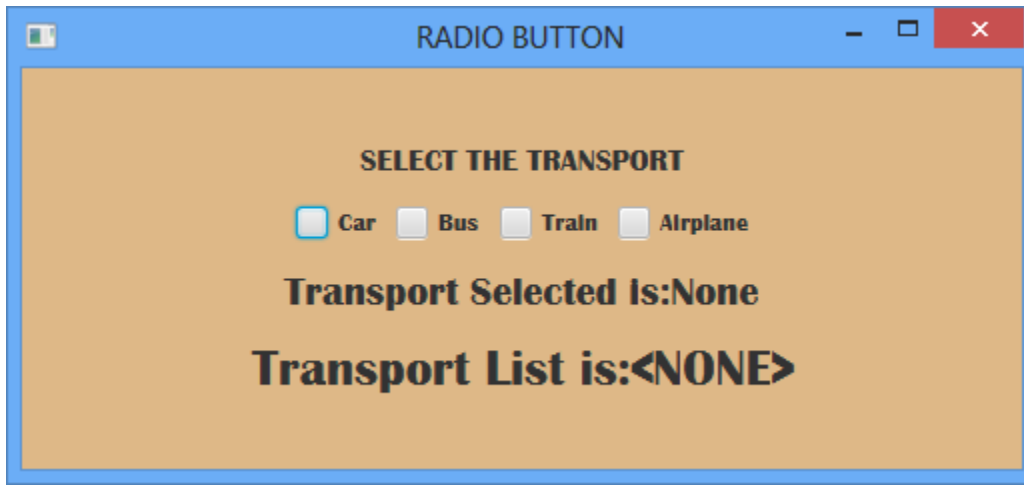 RADIO BUTTON
SELECT THE TRANSPORT
Car Bus Train Airplane
Transport Selected is:None
Transport List is:<NONE>